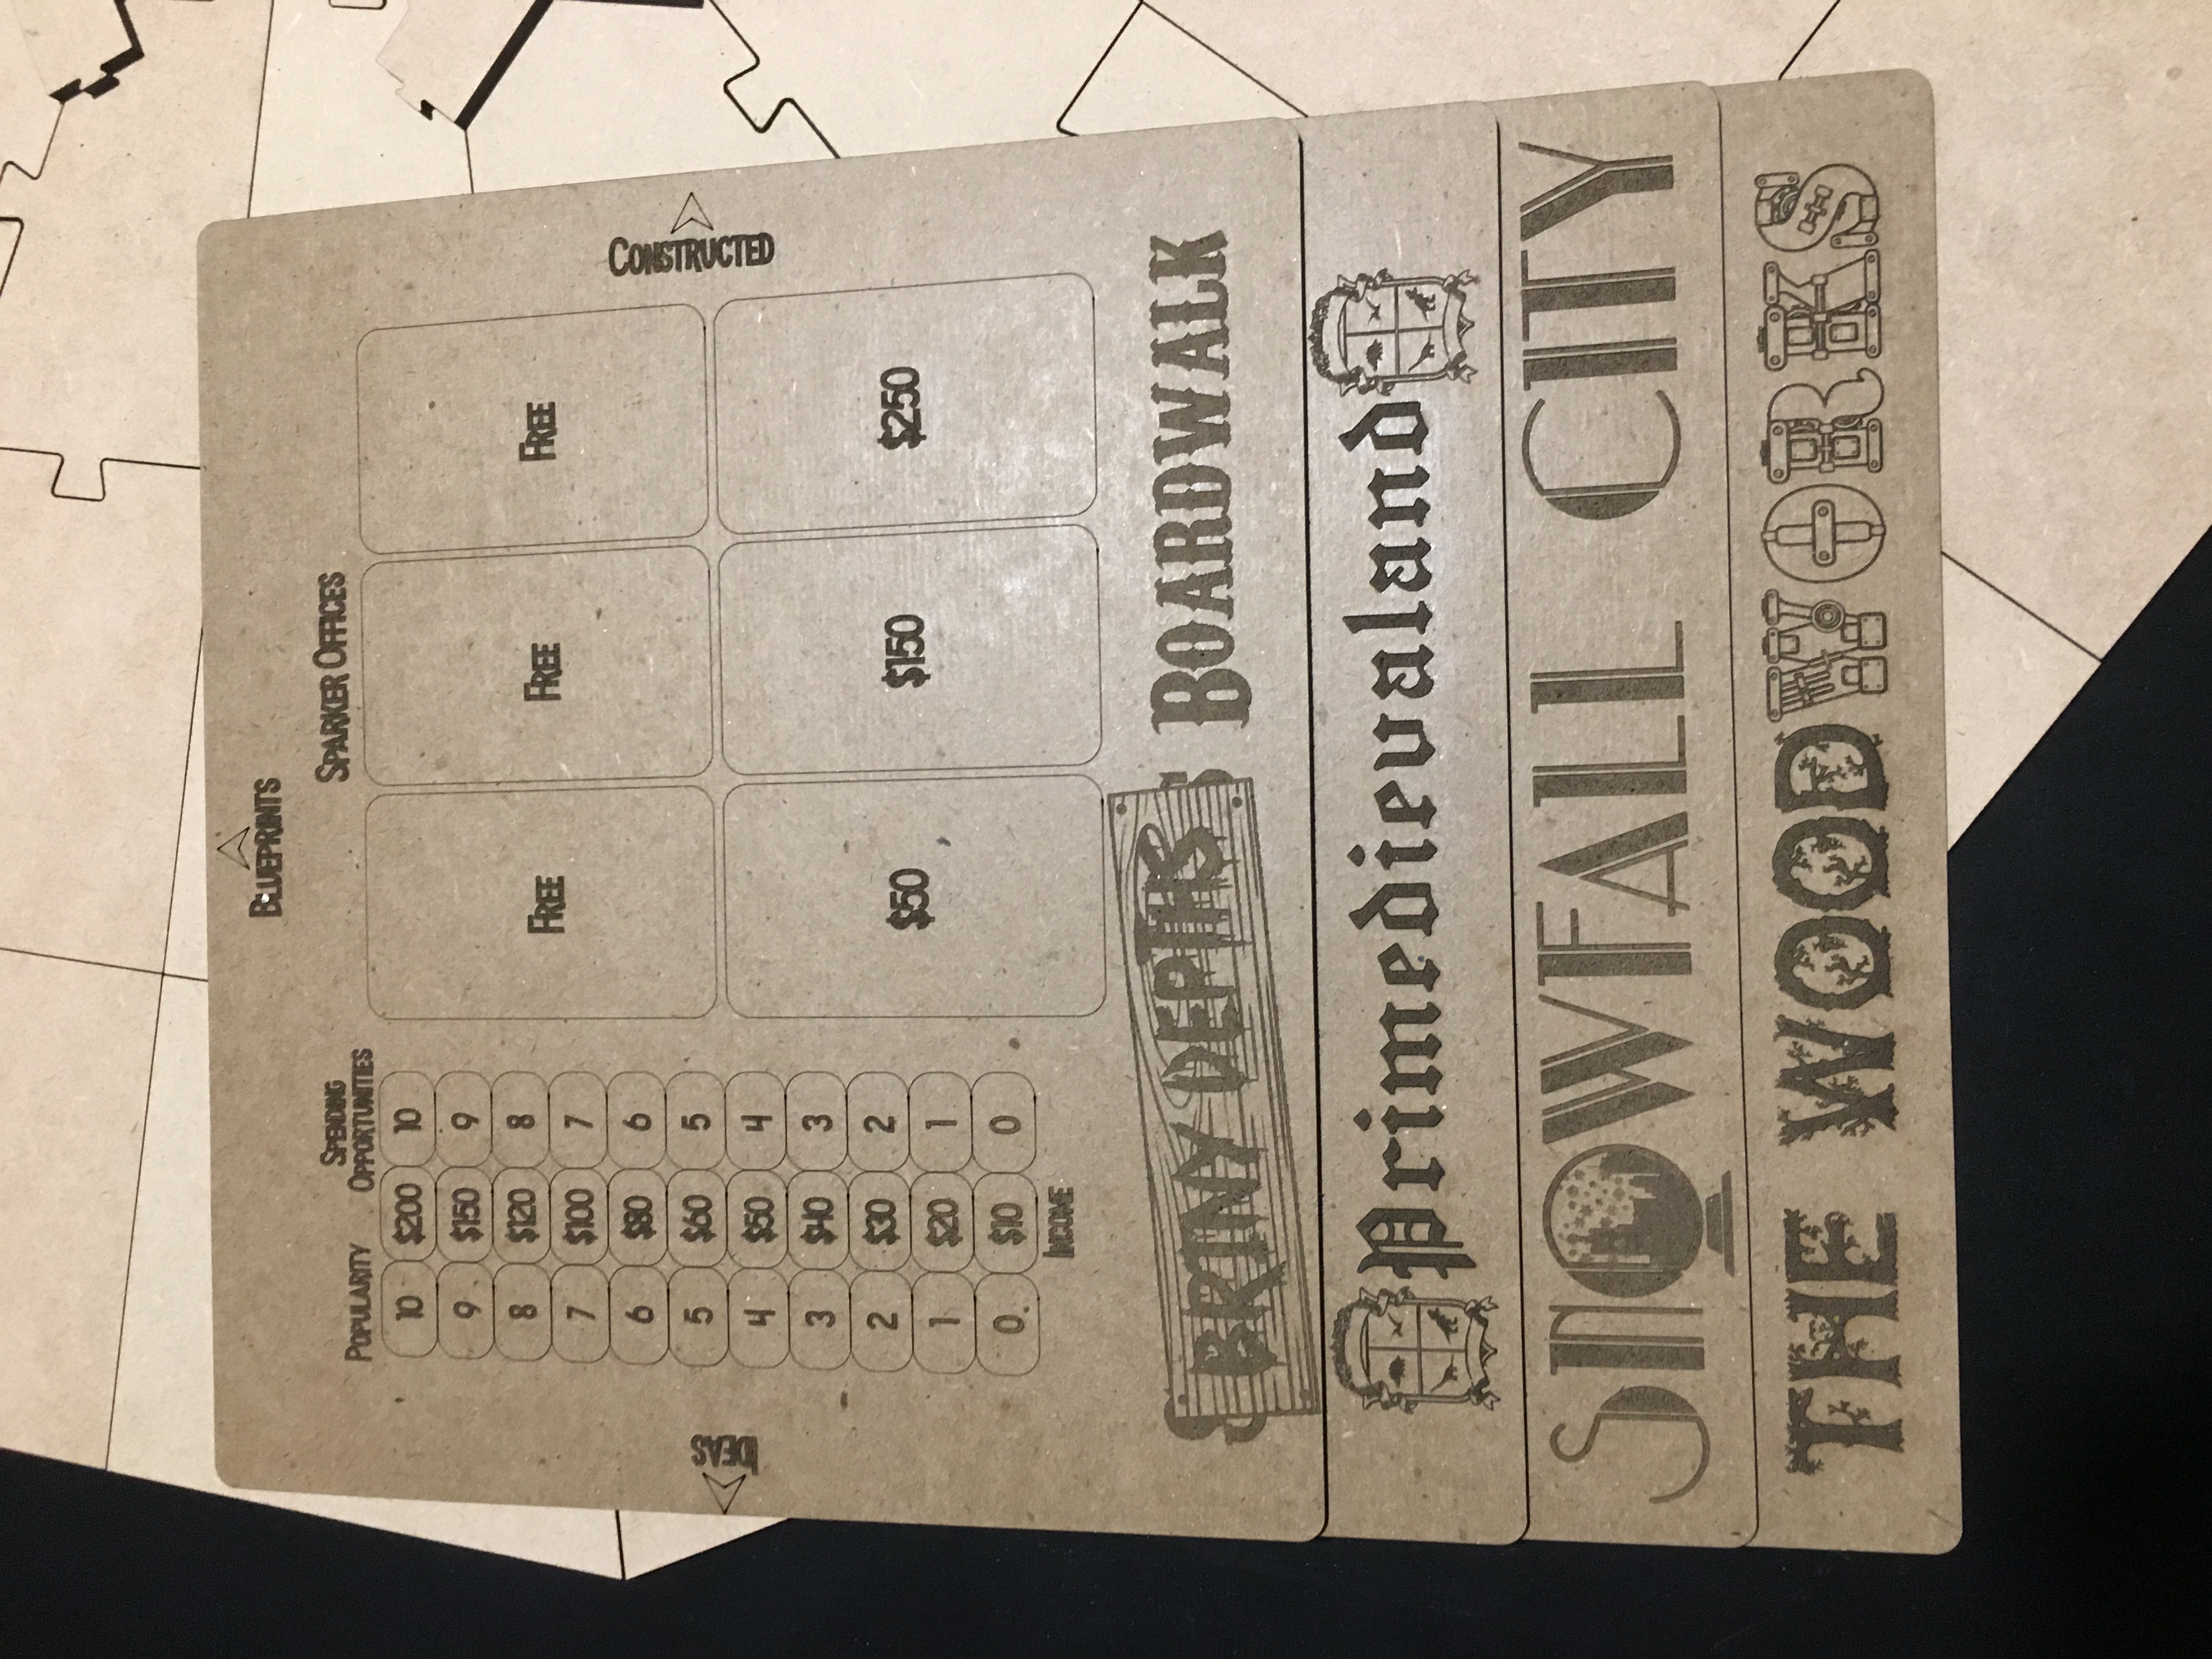 BLUEPRINTS
SPARKER OFFICES
SPENDING
POPULARITY OPPORTUNITIES
10 $200 10
9 $150 9
8 $120 8
7 $100 7
6 $80 6
5 $60 5
4 $50 4
3 $40 3
2 $30 2
1 $20 1
0 $10 0
INCOME
FREE FREE FREE
$50 $150 $250
IDEAS
CONSTRUCTED
BRINY DEPTHS BOARDWALK
Primedievaland
SNOWFALL CITY
THE WOODWORKS